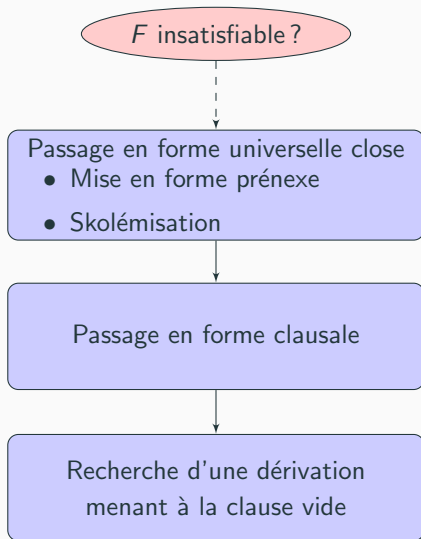 F insatisfiable ?
Passage en forme universelle close
• Mise en forme prénexe
• Skolémisation
Passage en forme clausale
Recherche d'une dérivation
menant à la clause vide